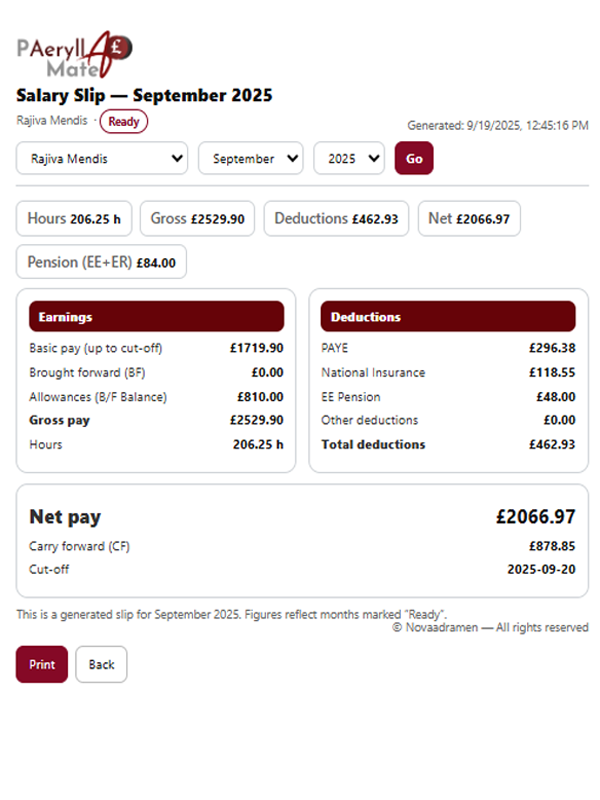 PAeryll4£
Mate
Salary Slip — September 2025
Rajiva Mendis · Ready
Generated: 9/19/2025, 12:45:16 PM
Rajiva Mendis September 2025 Go
Hours 206.25 h Gross £2529.90 Deductions £462.93 Net £2066.97
Pension (EE+ER) £84.00
Earnings
Basic pay (up to cut-off) £1719.90
Brought forward (BF) £0.00
Allowances (B/F Balance) £810.00
Gross pay £2529.90
Hours 206.25 h
Deductions
PAYE £296.38
National Insurance £118.55
EE Pension £48.00
Other deductions £0.00
Total deductions £462.93
Net pay £2066.97
Carry forward (CF) £878.85
Cut-off 2025-09-20
This is a generated slip for September 2025. Figures reflect months marked “Ready”.
© Novaadramen — All rights reserved
Print Back